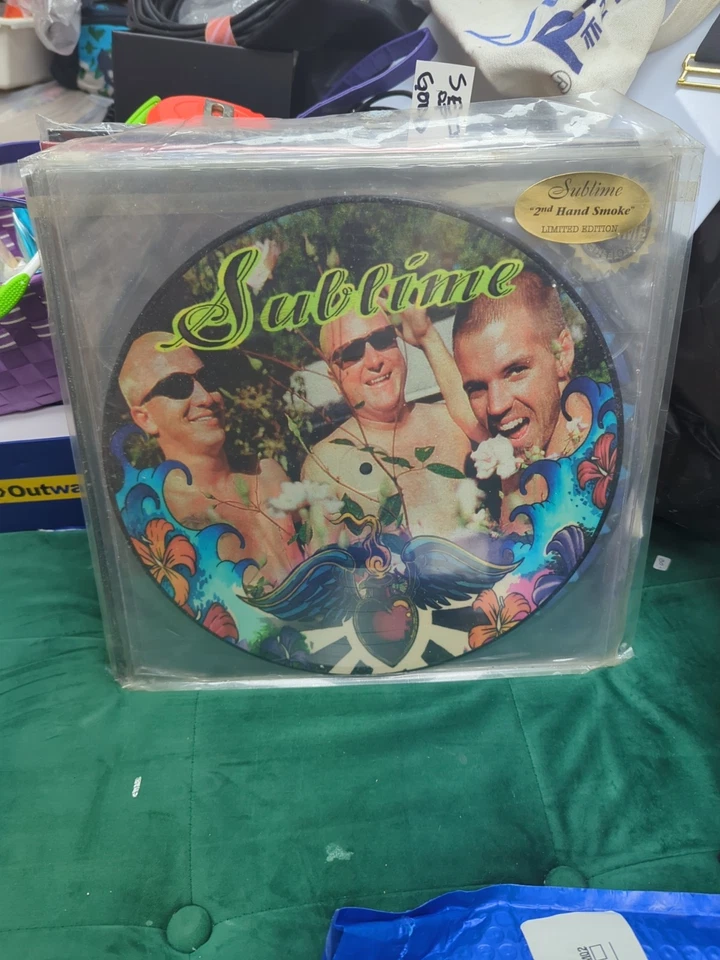 Sublime
Sublime
"2nd Hand Smoke"
LIMITED EDITION
Outwa